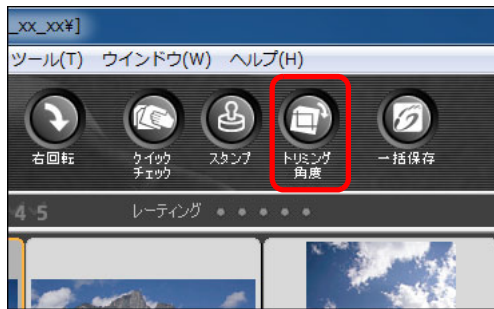 _xx_xx¥]
ツール(T) ウインドウ(W) ヘルプ(H)
右回転
クイック
チェック
スタンプ
トリミング
角度
一括保存
4 5 レーティング